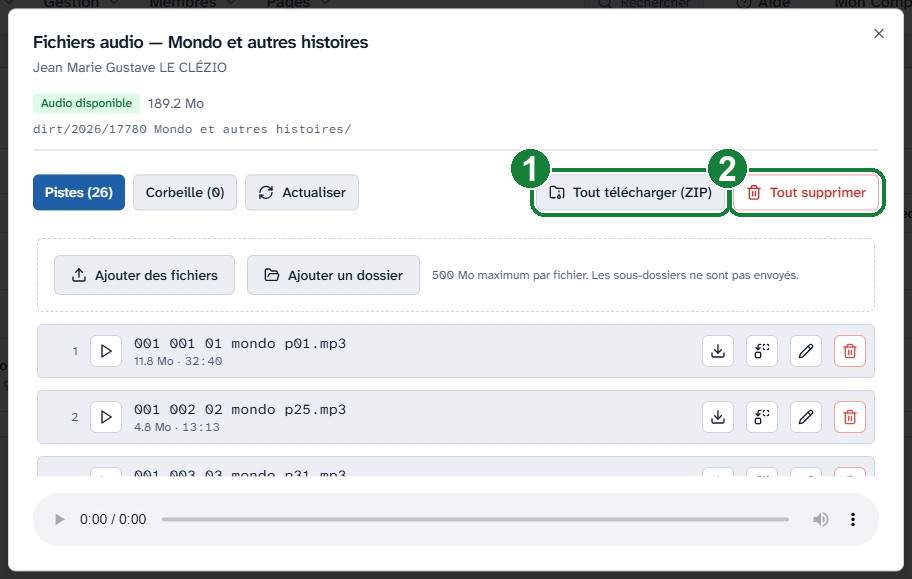 Gestion
Membres
Pages
Rechercher
Aide
Mon Comp
Fichiers audio — Mondo et autres histoires
Jean Marie Gustave LE CLÉZIO
Audio disponible 189.2 Mo
dirt/2026/17780 Mondo et autres histoires/
1 2
Pistes (26) Corbeille (0) Actualiser Tout télécharger (ZIP) Tout supprimer
Ajouter des fichiers Ajouter un dossier 500 Mo maximum par fichier. Les sous-dossiers ne sont pas envoyés.
1 001 001 01 mondo p01.mp3
11.8 Mo · 32:40
2 001 002 02 mondo p25.mp3
4.8 Mo · 13:13
001 003 03 mondo p31.mp3
0:00 / 0:00